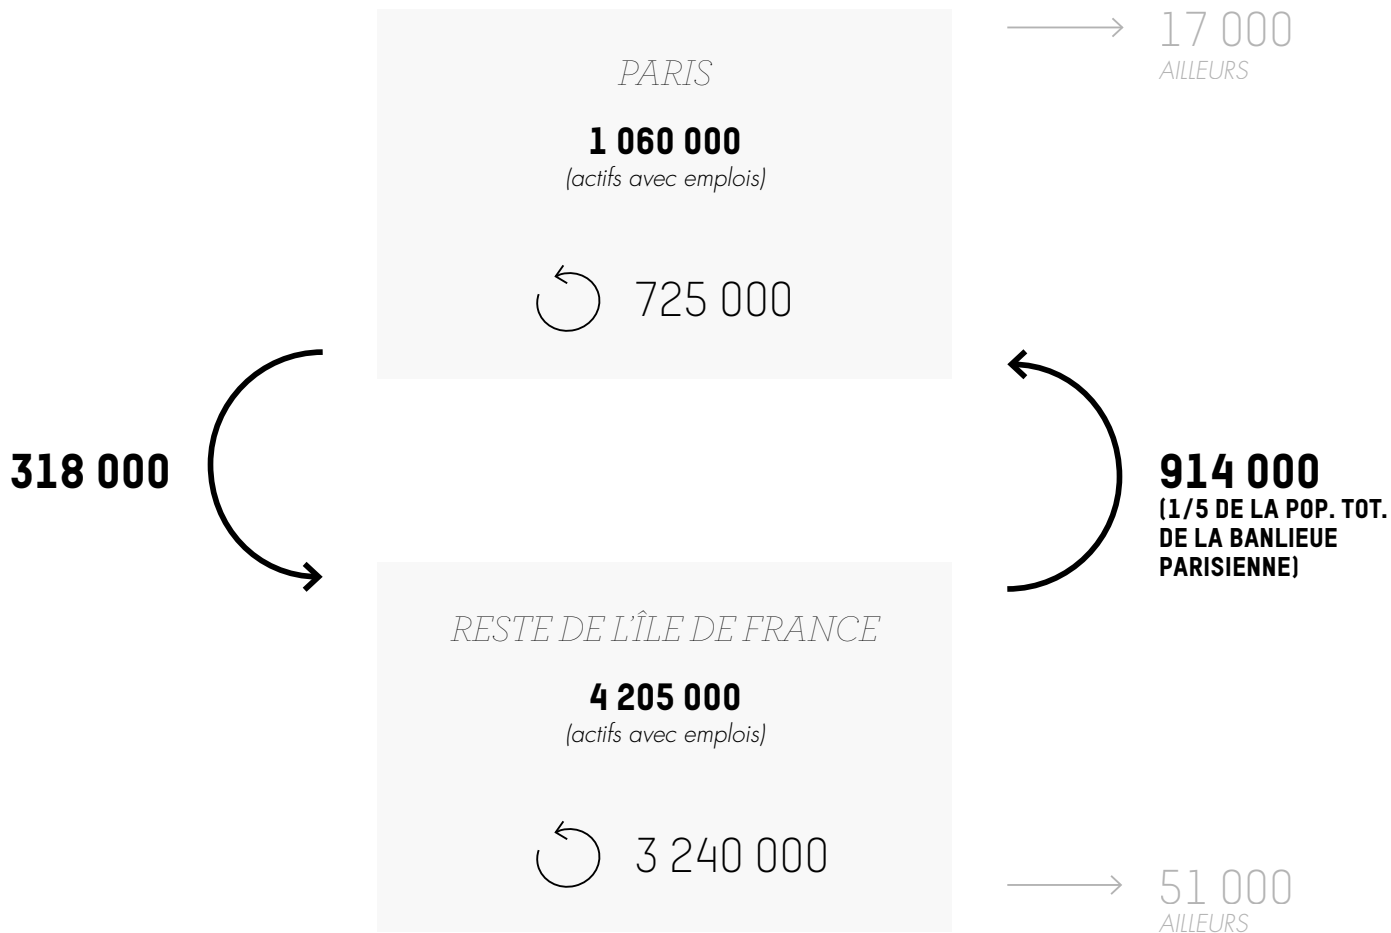 17 000
AILLEURS
PARIS
1 060 000
(actifs avec emplois)
725 000
318 000
914 000
(1/5 DE LA POP. TOT.
DE LA BANLIEUE
PARISIENNE)
RESTE DE L'ÎLE DE FRANCE
4 205 000
(actifs avec emplois)
3 240 000
51 000
AILLEURS